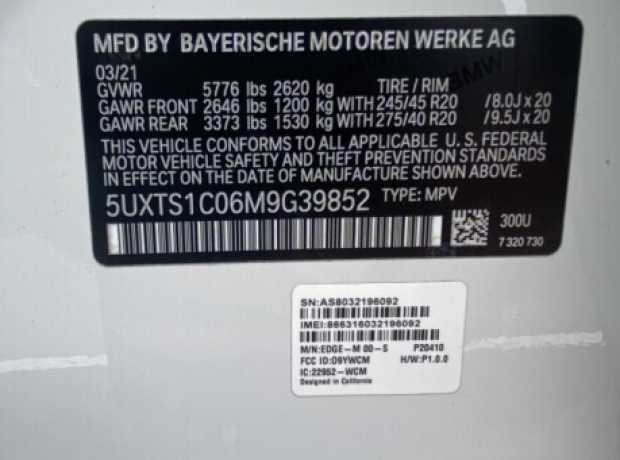 MFD BY BAYERISCHE MOTOREN WERKE AG
03/21
GVWR 5776 lbs 2620 kg TIRE / RIM
GAWR FRONT 2646 lbs 1200 kg WITH 245/45 R20 /8.0J x 20
GAWR REAR 3373 lbs 1530 kg WITH 275/40 R20 /9.5J x 20
THIS VEHICLE CONFORMS TO ALL APPLICABLE U. S. FEDERAL
MOTOR VEHICLE SAFETY AND THEFT PREVENTION STANDARDS
IN EFFECT ON THE DATE OF MANUFACTURE SHOWN ABOVE.
5UXTS1C06M9G39852 TYPE: MPV
300U
7 320 730
SN:AS8032196092
IMEI:866316032196092
M/N:EDGE-M 00-S P20410
FCC ID:O9YWCM H/W:P1.0.0
IC:22952-WCM
Designed in California